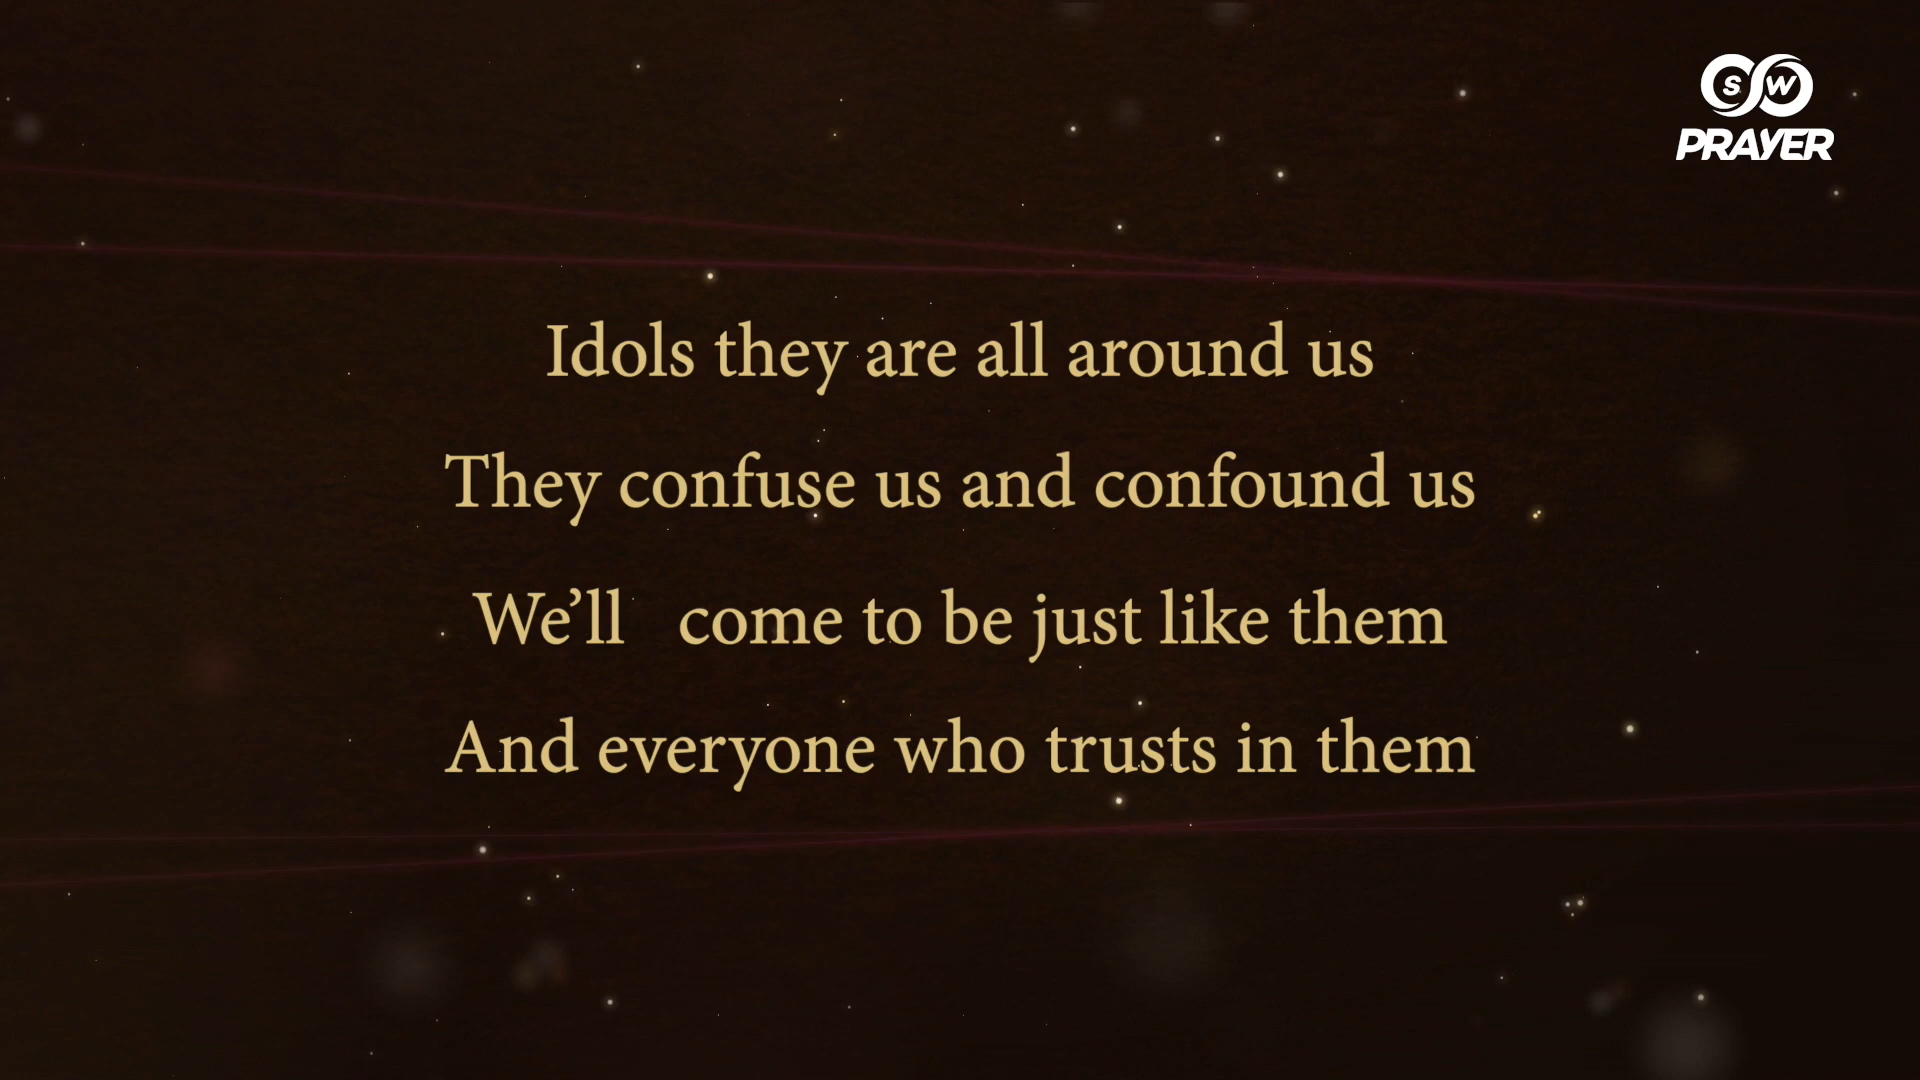 SW
PRAYER
Idols they are all around us
They confuse us and confound us
We’ll come to be just like them
And everyone who trusts in them